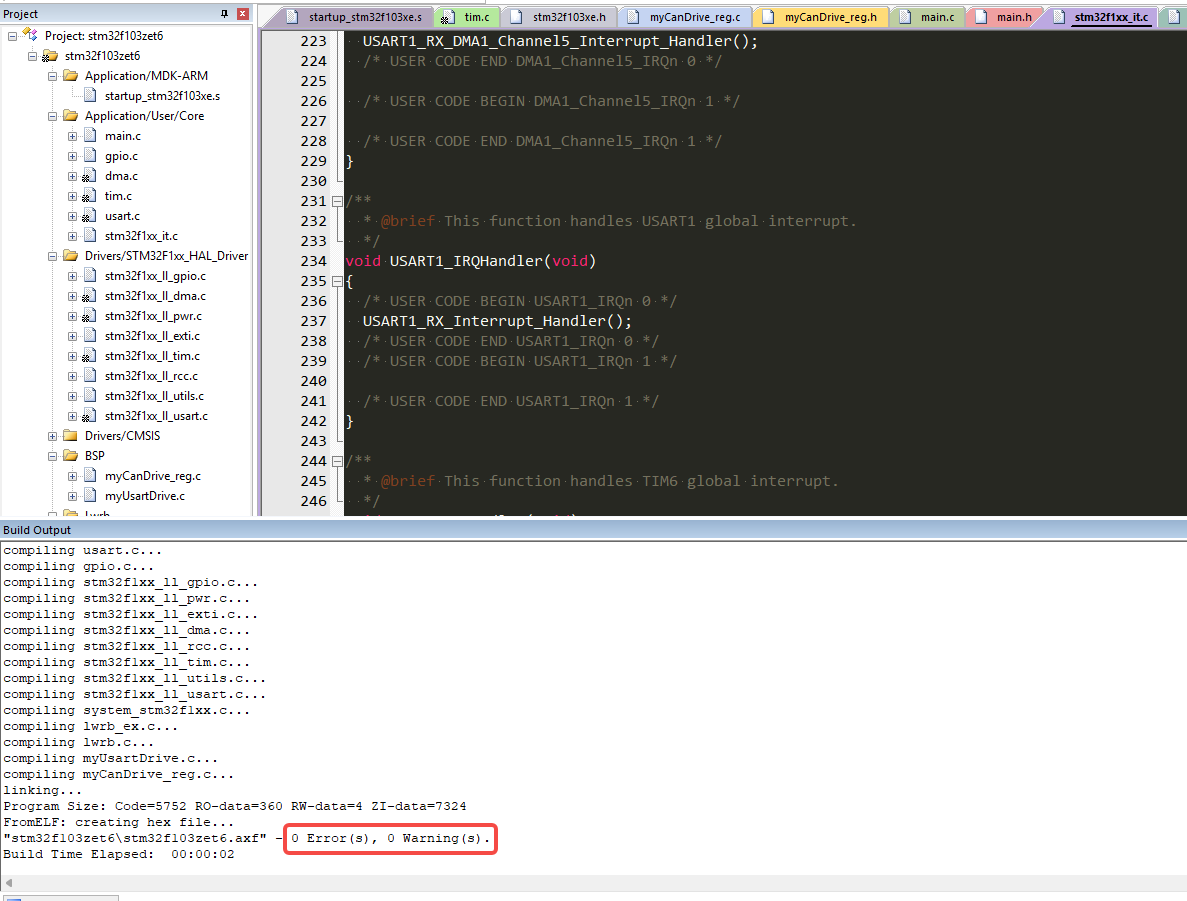 Project
startup_stm32f103xe.s
tim.c
stm32f103xe.h
myCanDrive_reg.c
myCanDrive_reg.h
main.c
main.h
stm32f1xx_it.c
Project: stm32f103zet6
stm32f103zet6
Application/MDK-ARM
startup_stm32f103xe.s
Application/User/Core
main.c
gpio.c
dma.c
tim.c
usart.c
stm32f1xx_it.c
Drivers/STM32F1xx_HAL_Driver
stm32f1xx_ll_gpio.c
stm32f1xx_ll_dma.c
stm32f1xx_ll_pwr.c
stm32f1xx_ll_exti.c
stm32f1xx_ll_tim.c
stm32f1xx_ll_rcc.c
stm32f1xx_ll_utils.c
stm32f1xx_ll_usart.c
Drivers/CMSIS
BSP
myCanDrive_reg.c
myUsartDrive.c
Lwrb
223 USART1_RX_DMA1_Channel5_Interrupt_Handler();
224 /* USER CODE END DMA1_Channel5_IRQn 0 */
225
226 /* USER CODE BEGIN DMA1_Channel5_IRQn 1 */
227
228 /* USER CODE END DMA1_Channel5_IRQn 1 */
229 }
230
231 /**
232 * @brief This function handles USART1 global interrupt.
233 */
234 void USART1_IRQHandler(void)
235 {
236 /* USER CODE BEGIN USART1_IRQn 0 */
237 USART1_RX_Interrupt_Handler();
238 /* USER CODE END USART1_IRQn 0 */
239 /* USER CODE BEGIN USART1_IRQn 1 */
240
241 /* USER CODE END USART1_IRQn 1 */
242 }
243
244 /**
245 * @brief This function handles TIM6 global interrupt.
246 */
Build Output
compiling usart.c...
compiling gpio.c...
compiling stm32f1xx_ll_gpio.c...
compiling stm32f1xx_ll_pwr.c...
compiling stm32f1xx_ll_exti.c...
compiling stm32f1xx_ll_dma.c...
compiling stm32f1xx_ll_rcc.c...
compiling stm32f1xx_ll_tim.c...
compiling stm32f1xx_ll_utils.c...
compiling stm32f1xx_ll_usart.c...
compiling system_stm32f1xx.c...
compiling lwrb_ex.c...
compiling lwrb.c...
compiling myUsartDrive.c...
compiling myCanDrive_reg.c...
linking...
Program Size: Code=5752 RO-data=360 RW-data=4 ZI-data=7324
FromELF: creating hex file...
"stm32f103zet6\stm32f103zet6.axf" - 0 Error(s), 0 Warning(s).
Build Time Elapsed:  00:00:02